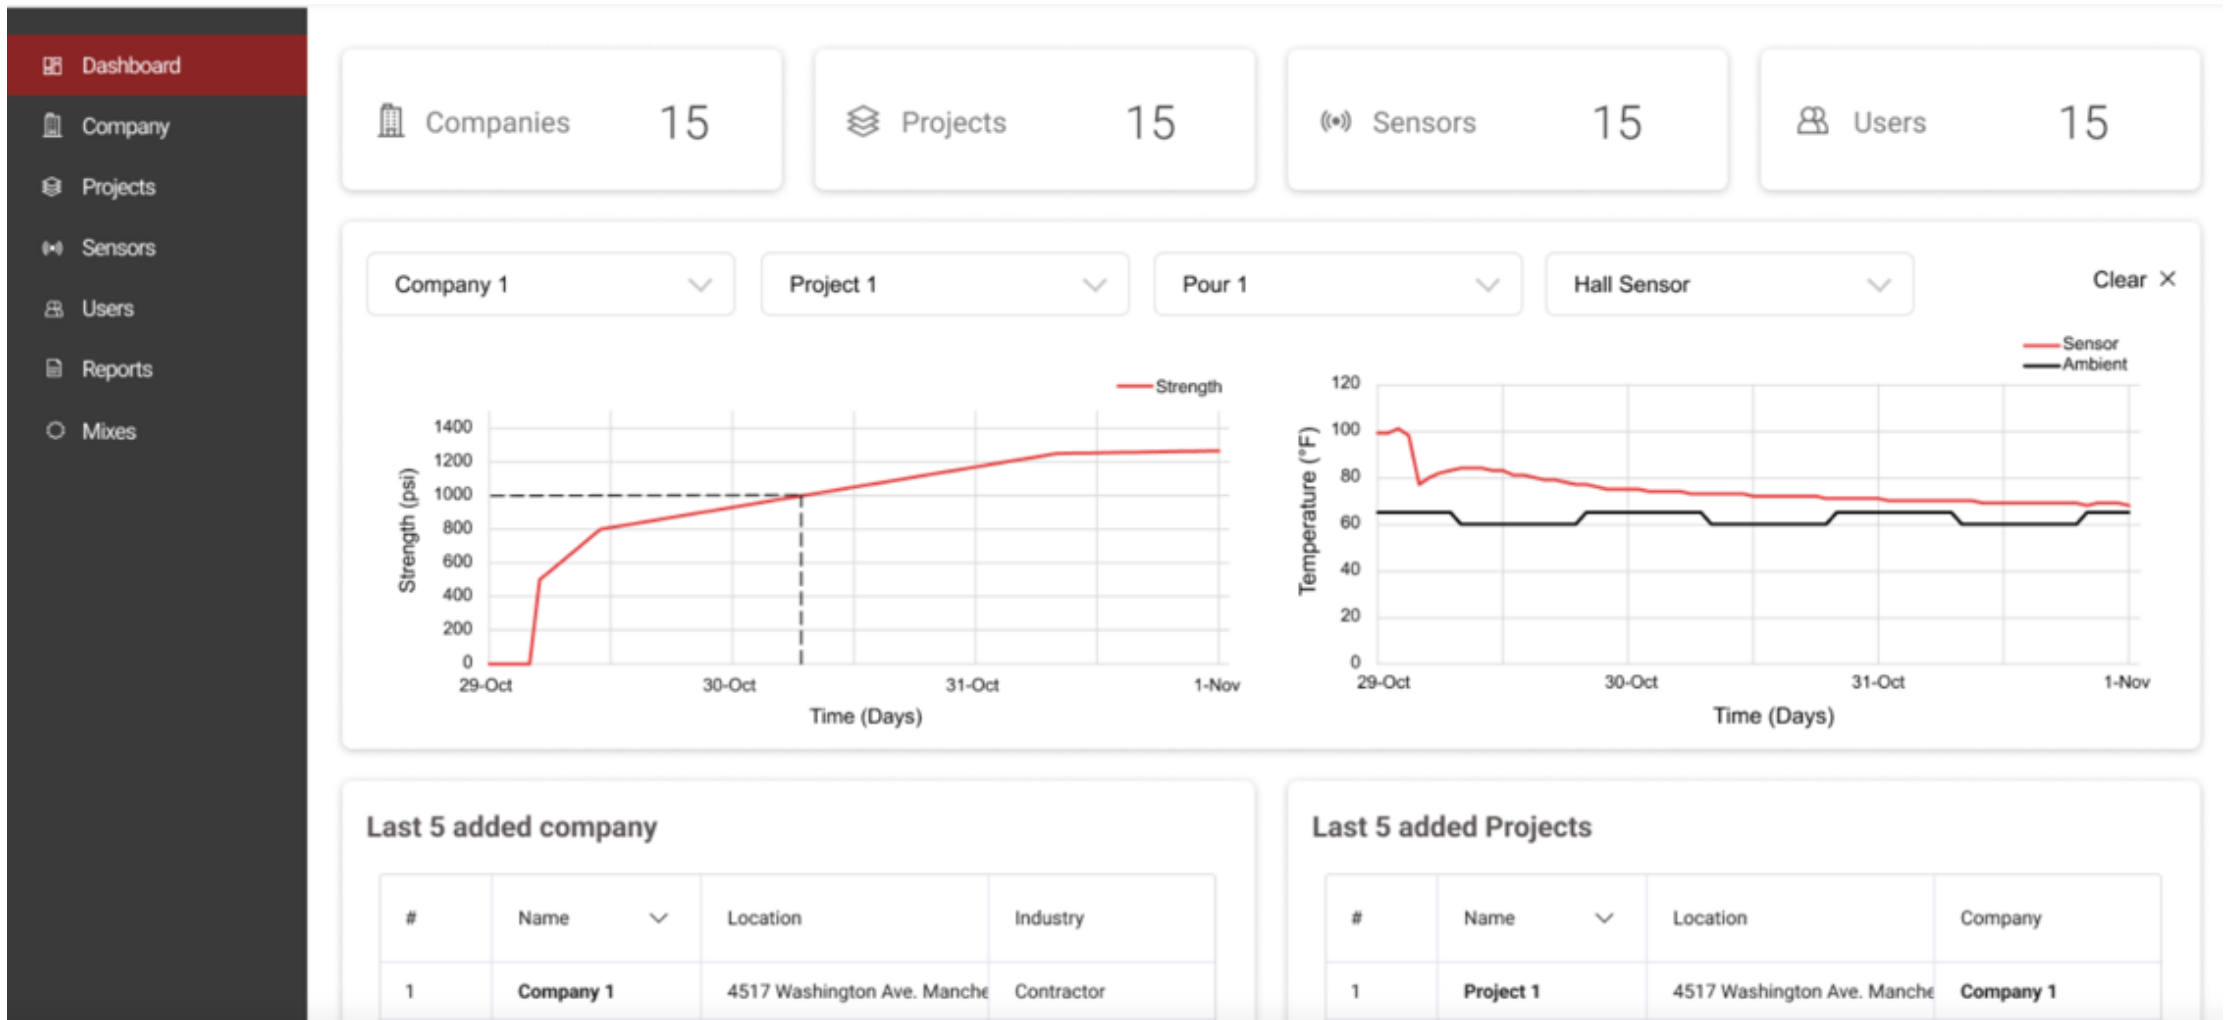 Dashboard
Company
Projects
Sensors
Users
Reports
Mixes
Companies 15
Projects 15
Sensors 15
Users 15
Company 1
Project 1
Pour 1
Hall Sensor
Clear ×
Strength
1400
1200
1000
800
600
400
200
0
Strength (psi)
29-Oct 30-Oct 31-Oct 1-Nov
Time (Days)
Sensor
Ambient
120
100
80
60
40
20
0
Temperature (°F)
29-Oct 30-Oct 31-Oct 1-Nov
Time (Days)
Last 5 added company
# Name Location Industry
1 Company 1 4517 Washington Ave. Manche Contractor
Last 5 added Projects
# Name Location Company
1 Project 1 4517 Washington Ave. Manche Company 1